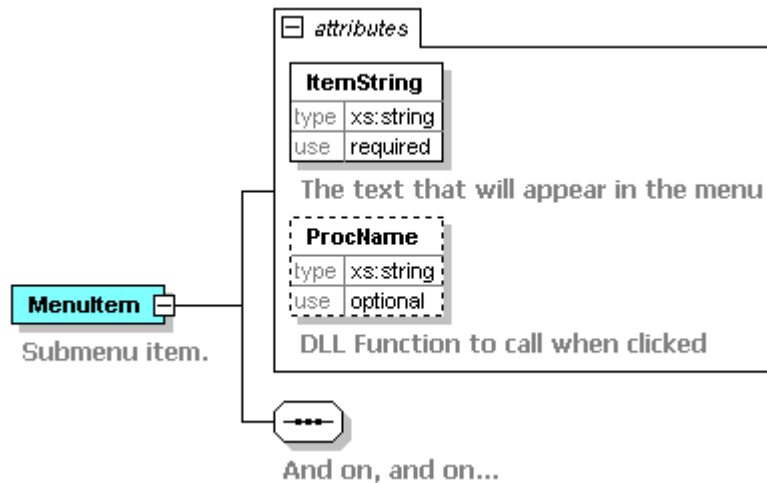 attributes
ItemString
type xs:string
use required
The text that will appear in the menu
ProcName
type xs:string
use optional
DLL Function to call when clicked
MenuItem
Submenu item.
And on, and on...